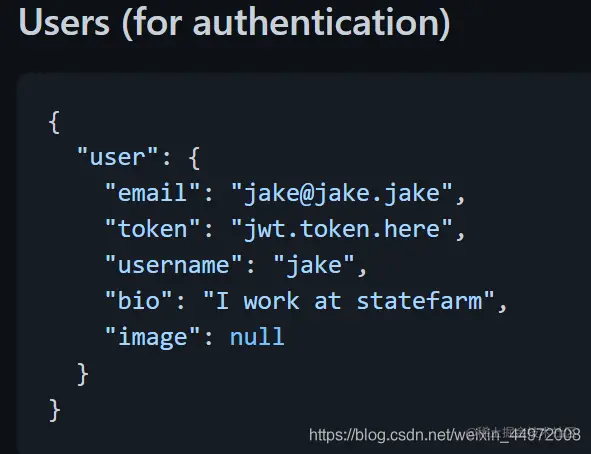 Users (for authentication)
{
"user": {
"email": "jake@jake.jake",
"token": "jwt.token.here",
"username": "jake",
"bio": "I work at statefarm",
"image": null
}
}
https://blog.csdn.net/weixin_44972008